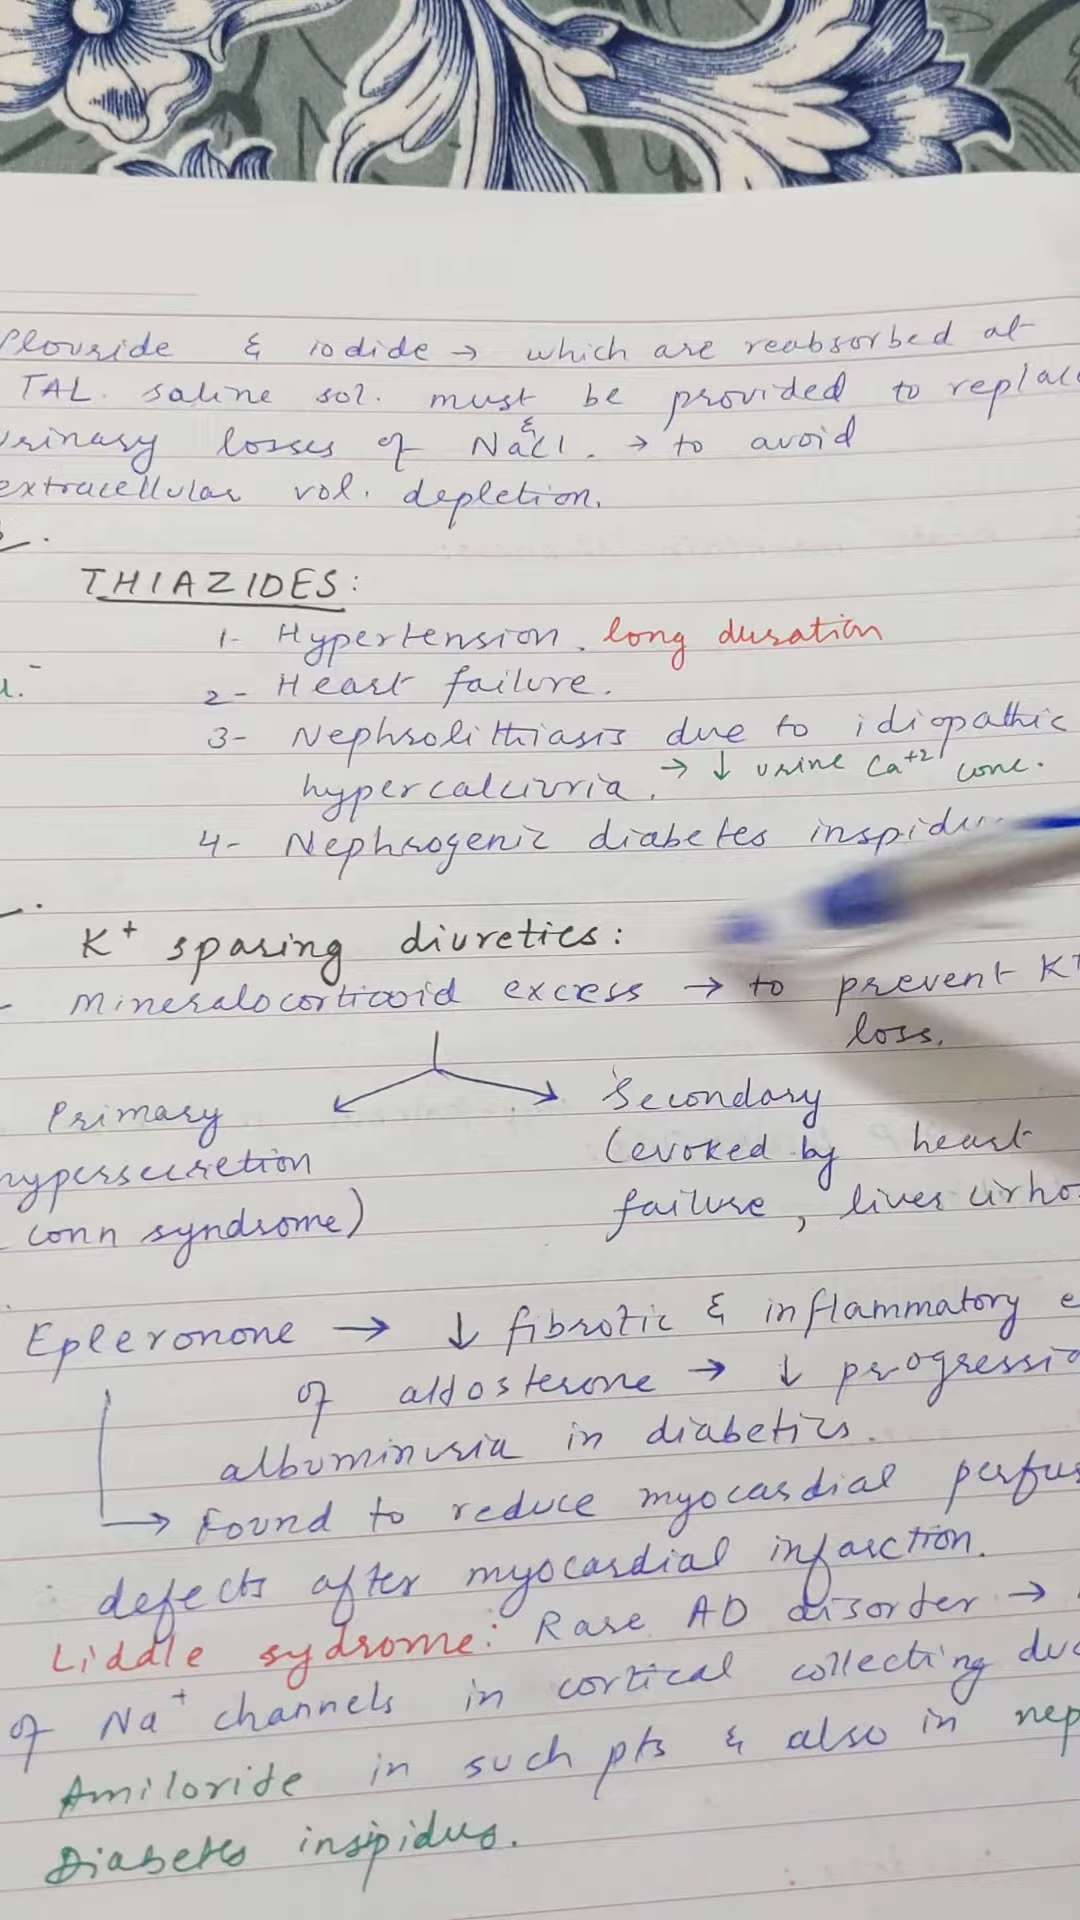 flouride & iodide → which are reabsorbed at
TAL. saline sol. must be provided to replace
urinary losses of Na&Cl. → to avoid
extracellular vol. depletion.
THIAZIDES:
1- Hypertension. long duration
2- Heart failure.
3- Nephrolithiasis due to idiopathic
hypercalciuria. → ↓ urine Ca+2 conc.
4- Nephrogenic diabetes
K+ sparing diuretics:
Mineralocorticoid excess → to prevent K+
loss.
Primary
hypersecretion
conn syndrome)
Secondary
(evoked by heart
failure, liver
Epleronone → ↓ fibrotic & inflammatory
of aldosterone → ↓
albuminuria in diabetics.
→ Found to reduce myocardial
defects after myocardial infarction.
Liddle sydrome: Rare AD disorder →
of Na+ channels in cortical collecting
Amiloride in such pts & also in
Diabetes insipidus.